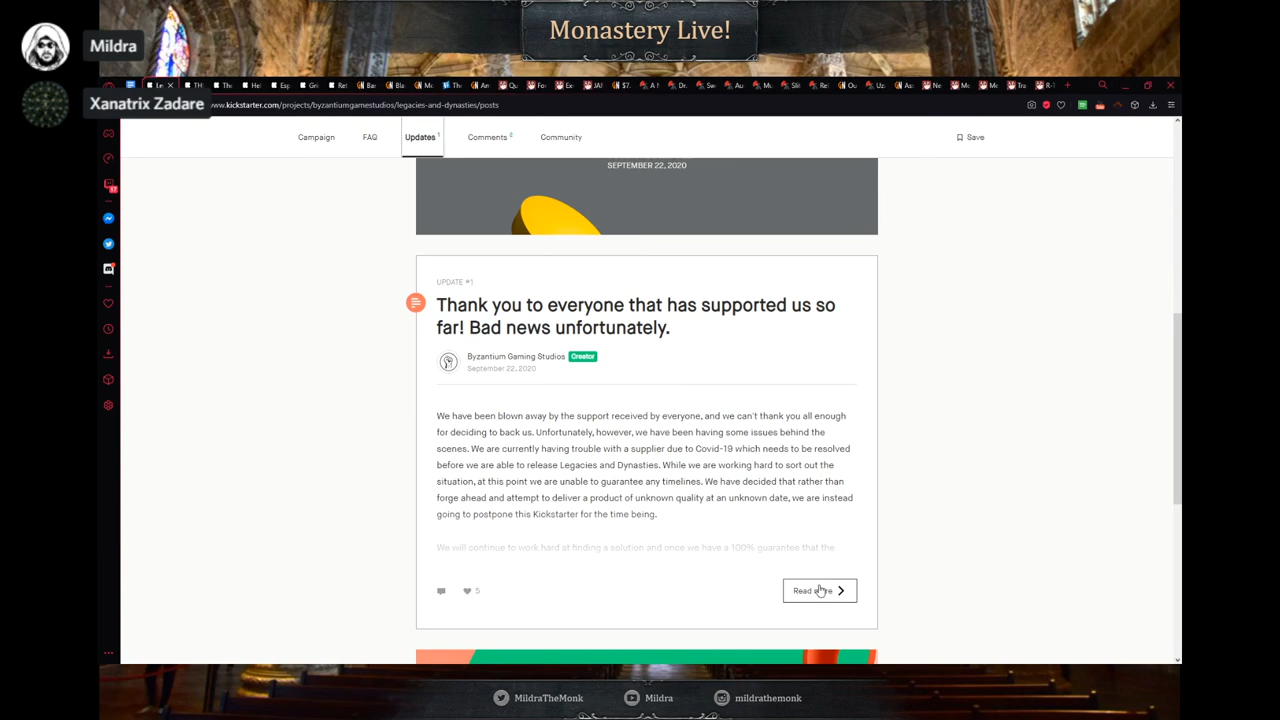 Monastery Live!
Mildra
Xanatrix Zadare
www.kickstarter.com/projects/byzantiumgamestudios/legacies-and-dynasties/posts
Campaign
FAQ
Updates 1
Comments
Community
Save
SEPTEMBER 22, 2020
UPDATE #1
Thank you to everyone that has supported us so
far! Bad news unfortunately.
Byzantium Gaming Studios Creator
September 22, 2020
We have been blown away by the support received by everyone, and we can't thank you all enough
for deciding to back us. Unfortunately, however, we have been having some issues behind the
scenes. We are currently having trouble with a supplier due to Covid-19 which needs to be resolved
before we are able to release Legacies and Dynasties. While we are working hard to sort out the
situation, at this point we are unable to guarantee any timelines. We have decided that rather than
forge ahead and attempt to deliver a product of unknown quality at an unknown date, we are instead
going to postpone this Kickstarter for the time being.
We will continue to work hard at finding a solution and once we have a 100% guarantee that the
5
Read more
MildraTheMonk
Mildra
mildrathemonk